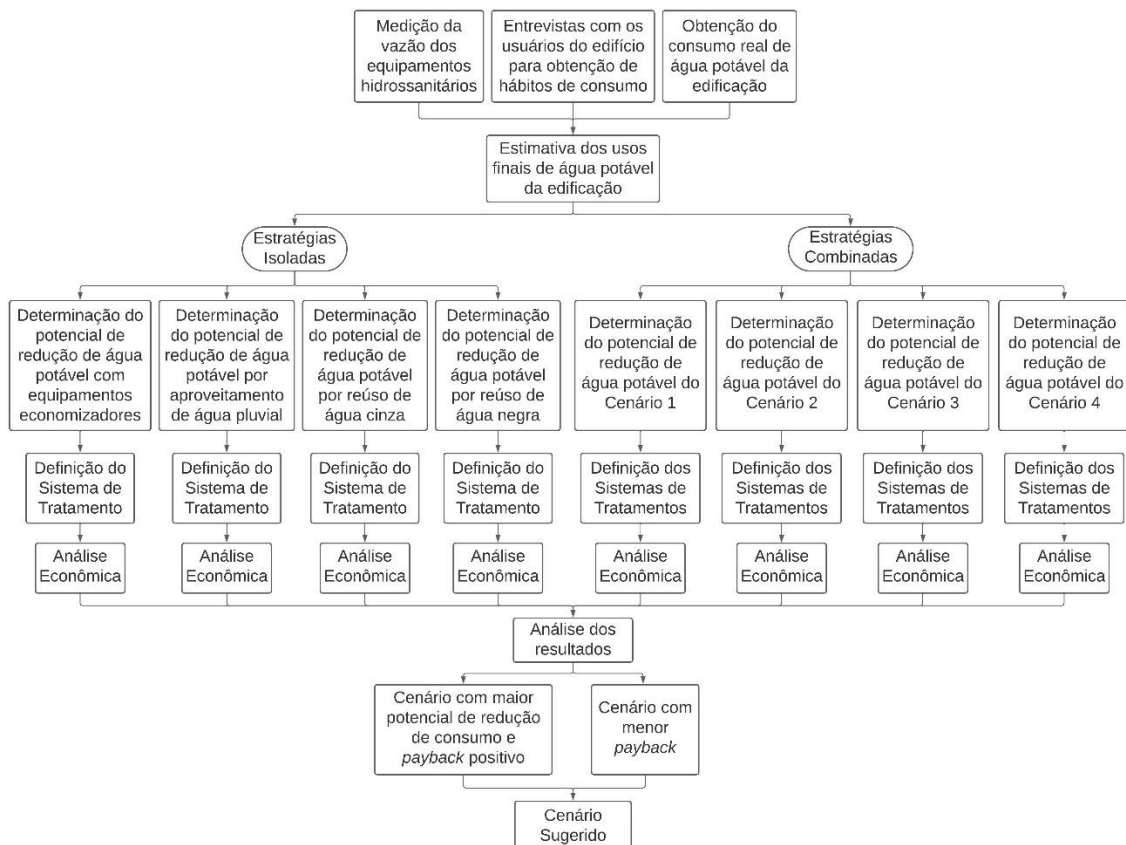 Medição da
vazão dos
equipamentos
hidrossanitários
Entrevistas com os
usuários do edifício
para obtenção de
hábitos de consumo
Obtenção do
consumo real de
água potável da
edificação
Estimativa dos usos
finais de água potável
da edificação
Estratégias
Isoladas
Estratégias
Combinadas
Determinação do
potencial de
redução de água
potável com
equipamentos
economizadores
Determinação
do potencial de
redução de água
potável por
aproveitamento
de água pluvial
Determinação
do potencial de
redução de
água potável
por reúso de
água cinza
Determinação
do potencial de
redução de
água potável
por reúso de
água negra
Determinação
do potencial de
redução de
água potável do
Cenário 1
Determinação
do potencial de
redução de
água potável do
Cenário 2
Determinação
do potencial de
redução de
água potável do
Cenário 3
Determinação
do potencial de
redução de
água potável do
Cenário 4
Definição do
Sistema de
Tratamento
Definição do
Sistema de
Tratamento
Definição do
Sistema de
Tratamento
Definição do
Sistema de
Tratamento
Definição dos
Sistemas de
Tratamentos
Definição dos
Sistemas de
Tratamentos
Definição dos
Sistemas de
Tratamentos
Definição dos
Sistemas de
Tratamentos
Análise
Econômica
Análise
Econômica
Análise
Econômica
Análise
Econômica
Análise
Econômica
Análise
Econômica
Análise
Econômica
Análise
Econômica
Análise dos
resultados
Cenário com maior
potencial de redução
de consumo e
payback positivo
Cenário com
menor
payback
Cenário
Sugerido